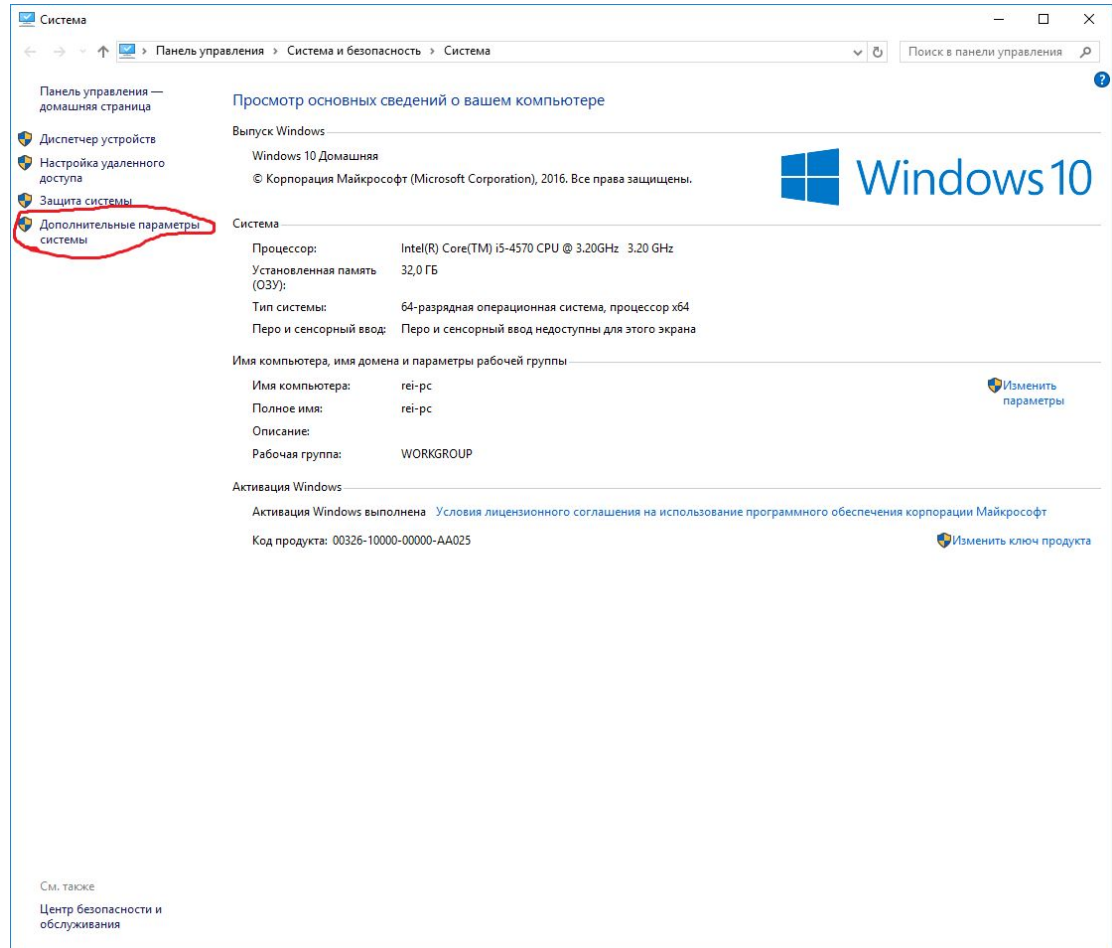 Система
Панель управления › Система и безопасность › Система
Поиск в панели управления
Панель управления —
домашняя страница
Диспетчер устройств
Настройка удаленного
доступа
Защита системы
Дополнительные параметры
системы
Просмотр основных сведений о вашем компьютере
Выпуск Windows
Windows 10 Домашняя
© Корпорация Майкрософт (Microsoft Corporation), 2016. Все права защищены.
Windows 10
Система
Процессор: Intel(R) Core(TM) i5-4570 CPU @ 3.20GHz 3.20 GHz
Установленная память
(ОЗУ): 32,0 ГБ
Тип системы: 64-разрядная операционная система, процессор x64
Перо и сенсорный ввод: Перо и сенсорный ввод недоступны для этого экрана
Имя компьютера, имя домена и параметры рабочей группы
Имя компьютера: rei-pc
Изменить
параметры
Полное имя: rei-pc
Описание:
Рабочая группа: WORKGROUP
Активация Windows
Активация Windows выполнена Условия лицензионного соглашения на использование программного обеспечения корпорации Майкрософт
Код продукта: 00326-10000-00000-AA025
Изменить ключ продукта
См. также
Центр безопасности и
обслуживания